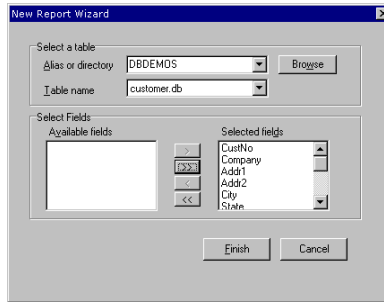 New Report Wizard
Select a table
Alias or directory DBDEMOS Browse
Table name customer.db
Select Fields
Available fields Selected fields
> CustNo
>> Company
Addr1
< Addr2
City
<< State
Finish Cancel